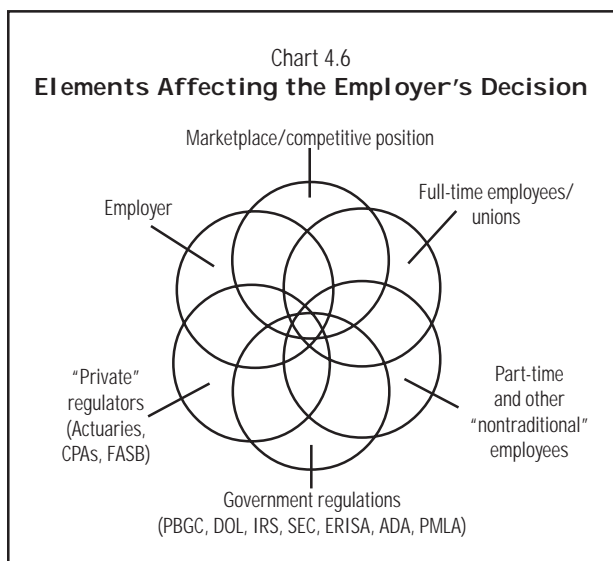 Chart 4.6
Elements Affecting the Employer's Decision
Marketplace/competitive position
Employer
Full-time employees/
unions
"Private"
regulators
(Actuaries,
CPAs, FASB)
Part-time
and other
"nontraditional"
employees
Government regulations
(PBGC, DOL, IRS, SEC, ERISA, ADA, PMLA)